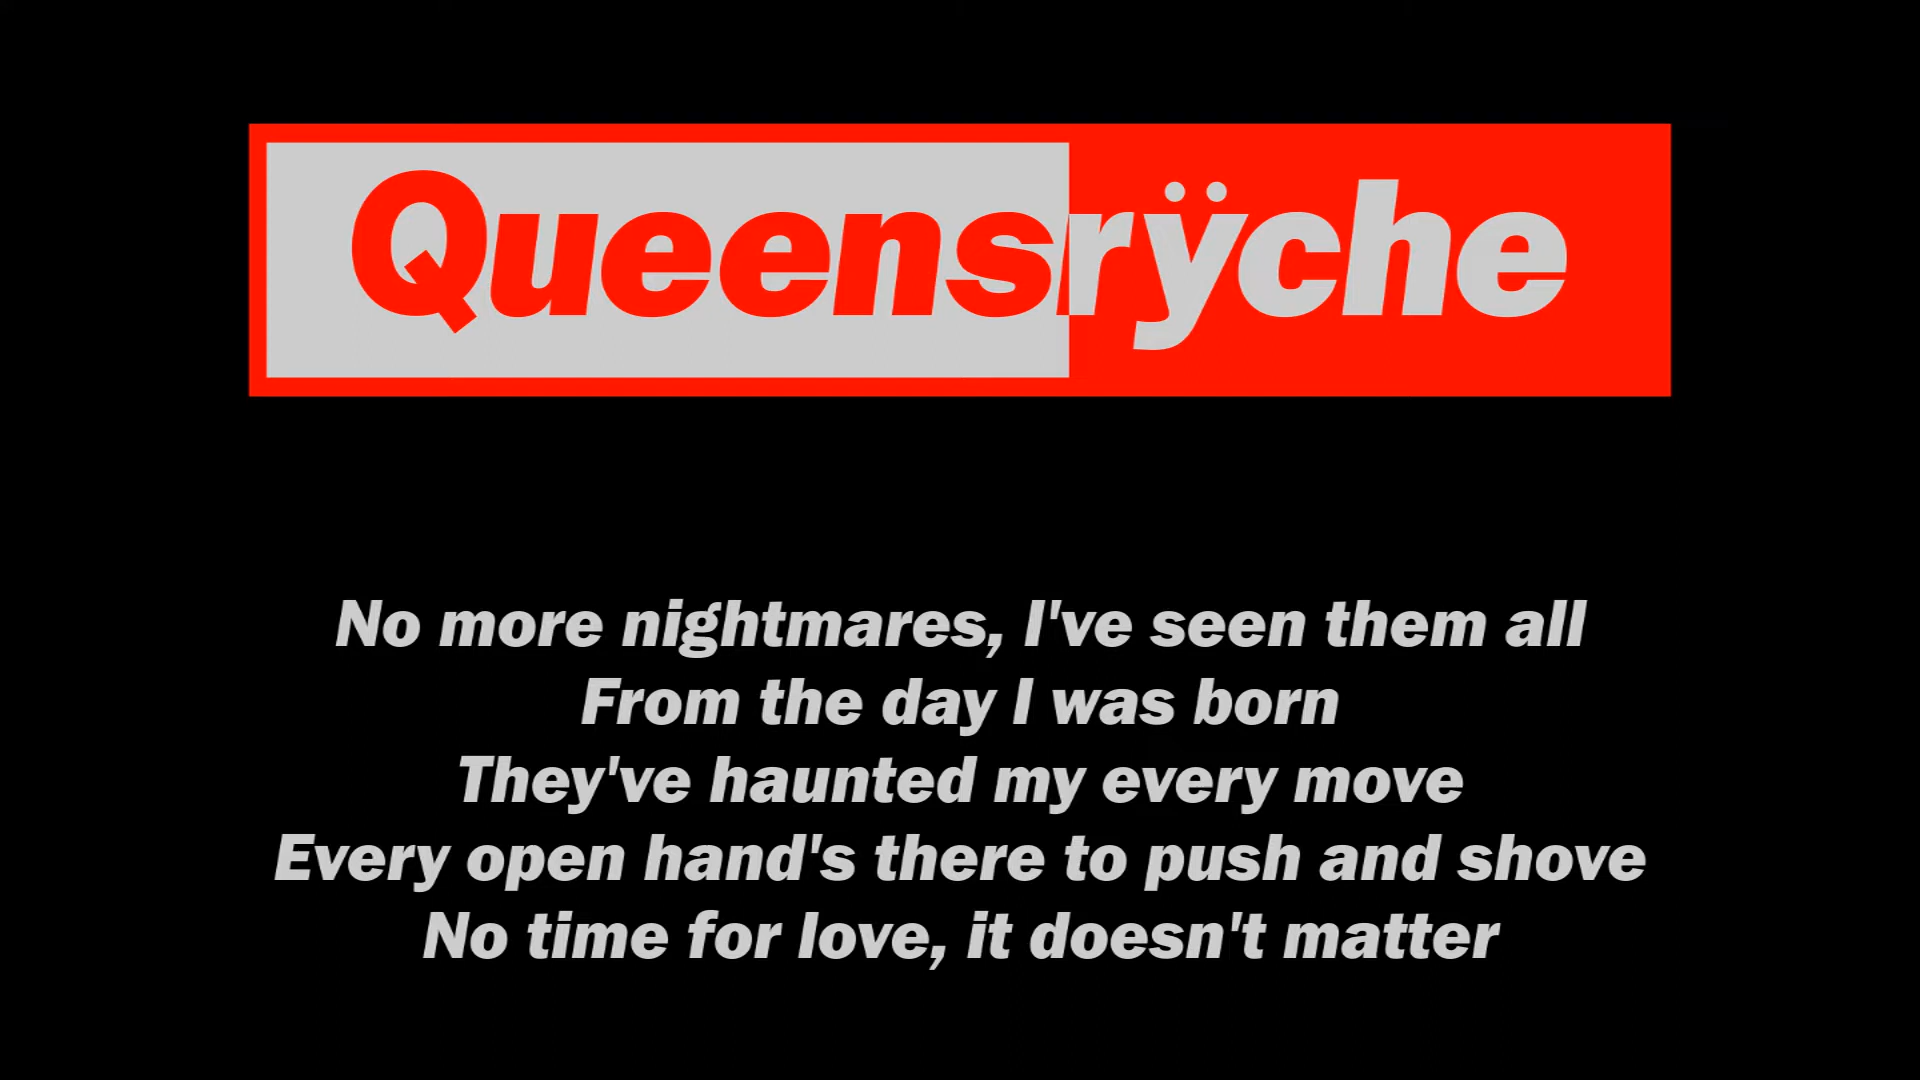 Queensrÿche
No more nightmares, I've seen them all
From the day I was born
They've haunted my every move
Every open hand's there to push and shove
No time for love, it doesn't matter